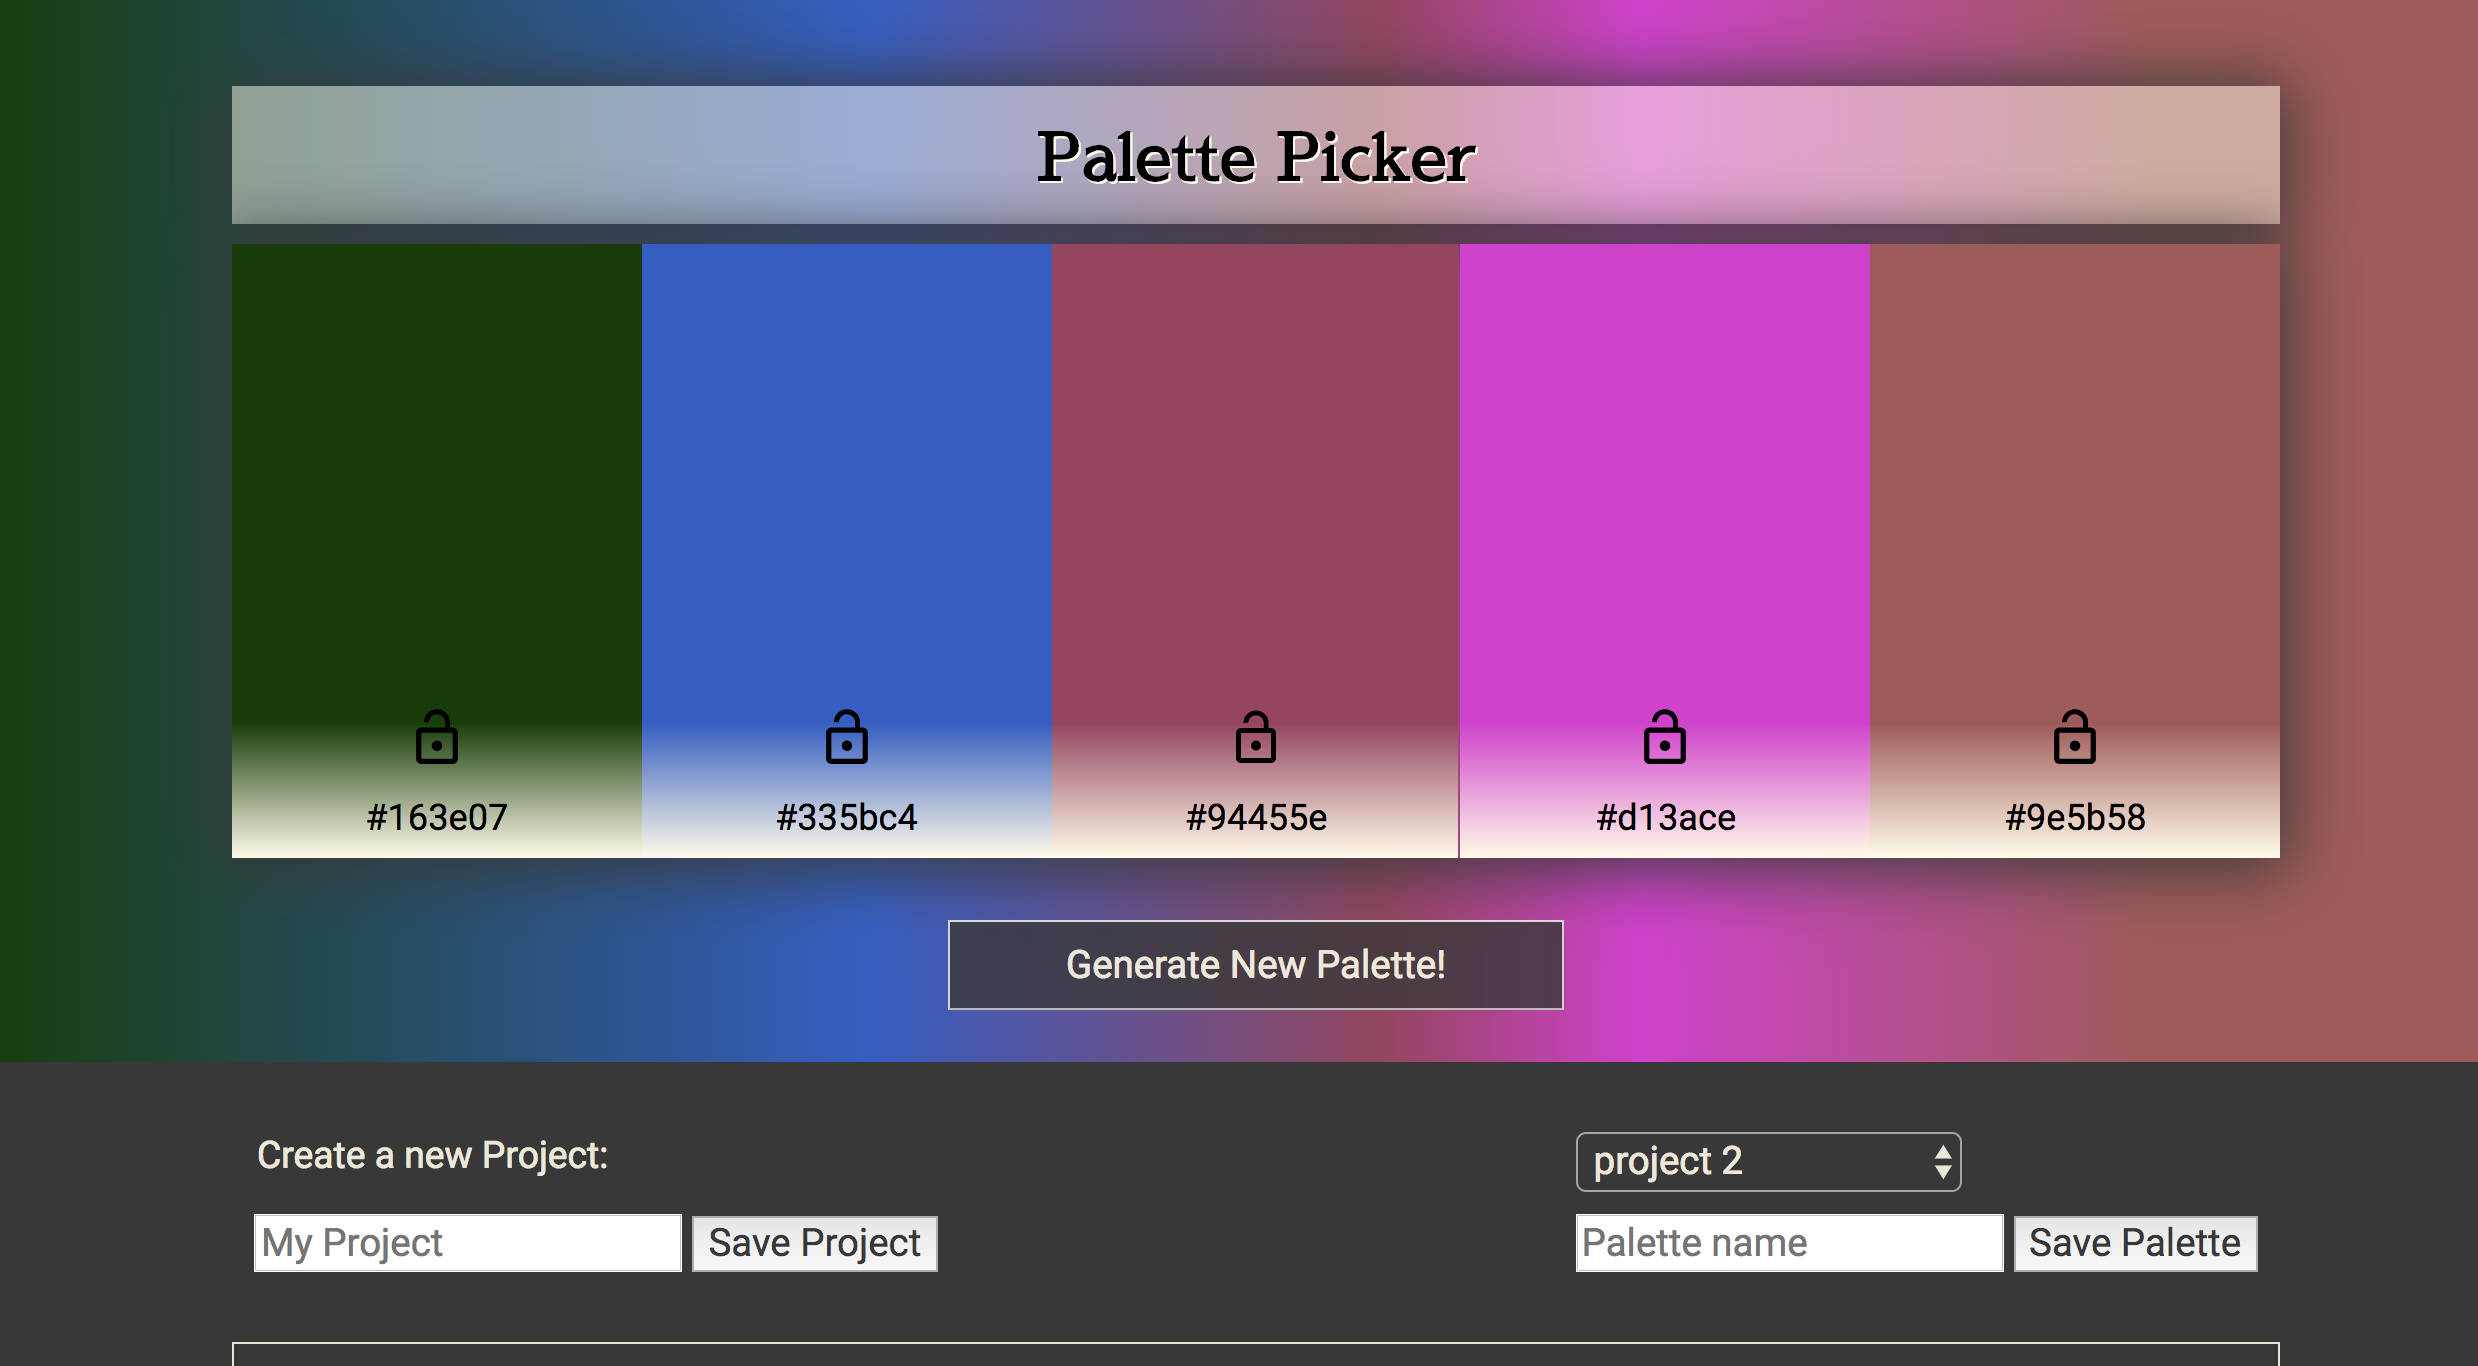 Palette Picker
#163e07
#335bc4
#94455e
#d13ace
#9e5b58
Generate New Palette!
Create a new Project:
My Project
Save Project
project 2
Palette name
Save Palette